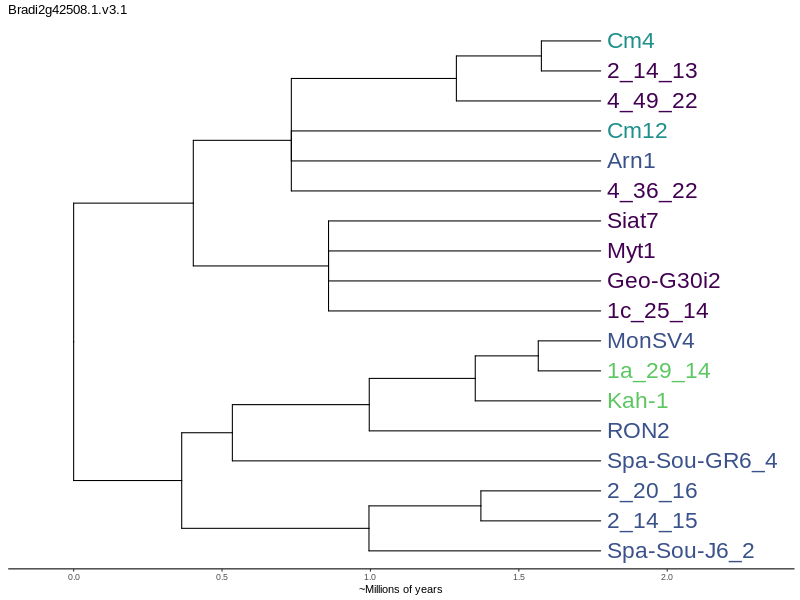 Bradi2g42508.1.v3.1
Cm4
2_14_13
4_49_22
Cm12
Arn1
4_36_22
Siat7
Myt1
Geo-G30i2
1c_25_14
MonSV4
1a_29_14
Kah-1
RON2
Spa-Sou-GR6_4
2_20_16
2_14_15
Spa-Sou-J6_2
0.0 0.5 1.0 1.5 2.0
~Millions of years